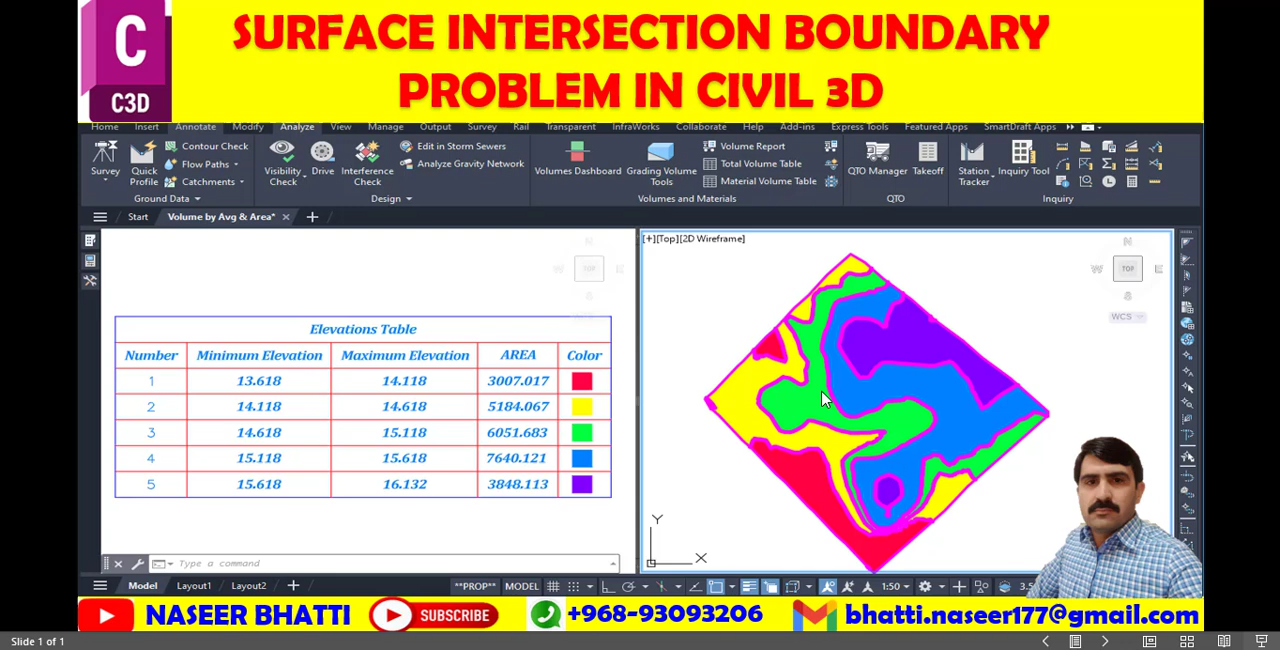 SURFACE INTERSECTION BOUNDARY
PROBLEM IN CIVIL 3D
C
C3D
Home Insert Annotate Modify Analyze View Manage Output Survey Rail Transparent InfraWorks Collaborate Help Add-ins Express Tools Featured Apps SmartDraft Apps
Survey
Quick Profile
Contour Check
Flow Paths
Catchments
Ground Data
Visibility Check
Drive
Interference Check
Edit in Storm Sewers
Analyze Gravity Network
Design
Volumes Dashboard
Grading Volume Tools
Volume Report
Total Volume Table
Material Volume Table
Volumes and Materials
QTO Manager
Takeoff
QTO
Station Tracker
Inquiry Tool
Inquiry
Start Volume by Avg & Area*
[+][Top][2D Wireframe]
N
W TOP E
S
N
W TOP E
S
WCS
Elevations Table
Number Minimum Elevation Maximum Elevation AREA Color
1 13.618 14.118 3007.017
2 14.118 14.618 5184.067
3 14.618 15.118 6051.683
4 15.118 15.618 7640.121
5 15.618 16.132 3848.113
Y
X
Type a command
Model Layout1 Layout2
**PROP** MODEL 1:50 3.5
NASEER BHATTI
SUBSCRIBE
+968-93093206
bhatti.naseer177@gmail.com
Slide 1 of 1